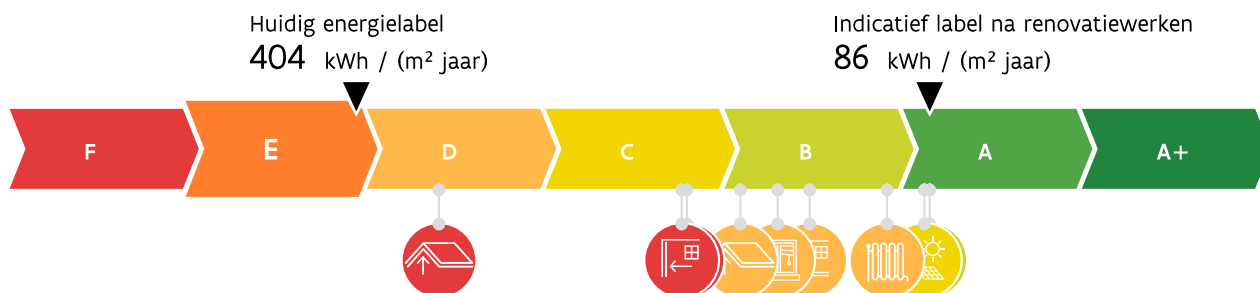 Huidig energielabel
404 kWh / (m² jaar)
Indicatief label na renovatiewerken
86 kWh / (m² jaar)
F E D C B A A+